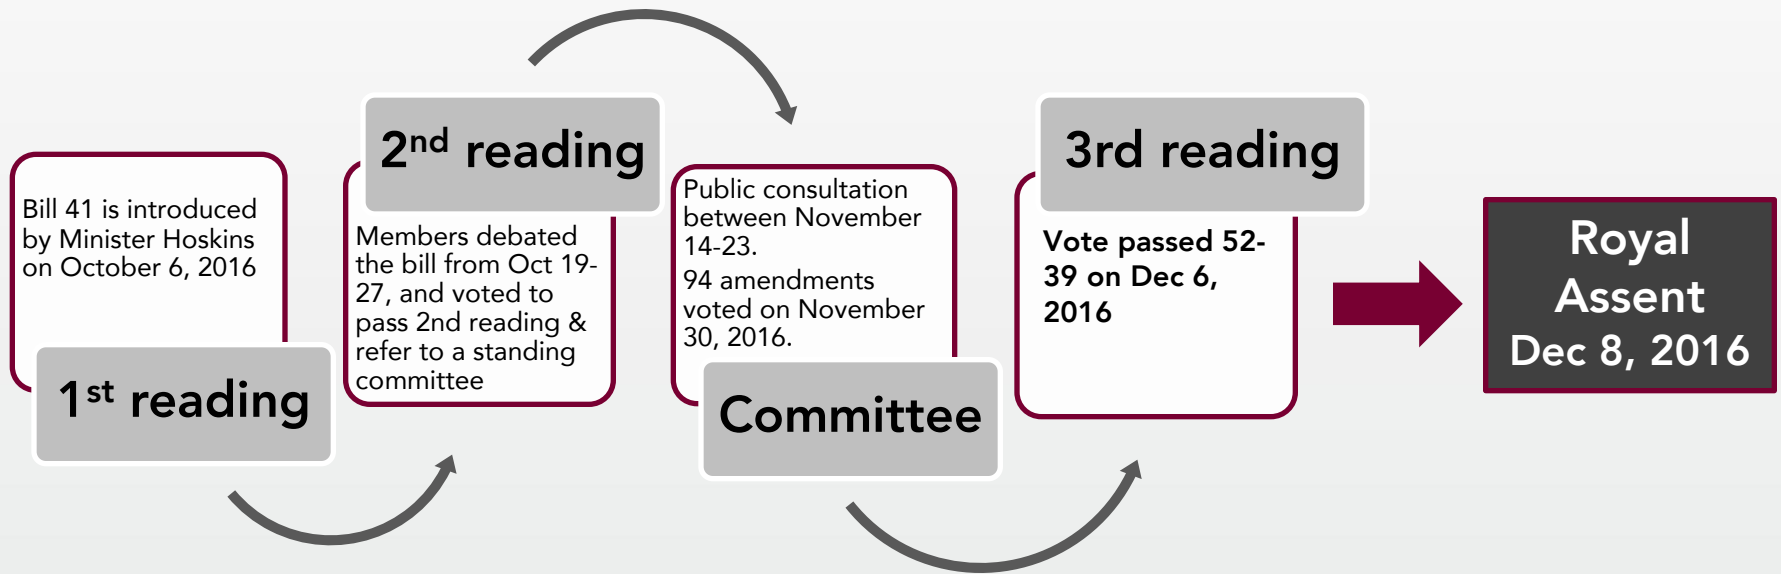 Bill 41 is introduced
by Minister Hoskins
on October 6, 2016
1st reading
2nd reading
Members debated
the bill from Oct 19-
27, and voted to
pass 2nd reading &
refer to a standing
committee
Public consultation
between November
14-23.
94 amendments
voted on November
30, 2016.
Committee
3rd reading
Vote passed 52-
39 on Dec 6,
2016
Royal
Assent
Dec 8, 2016